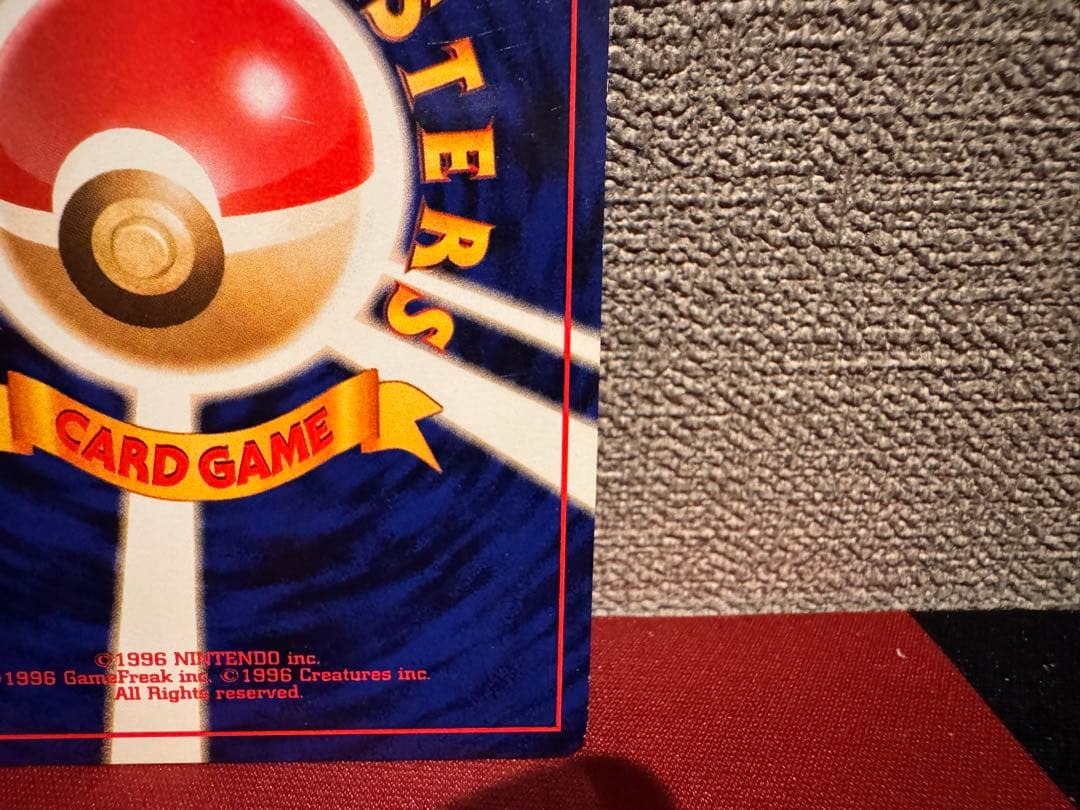 STERS
CARD GAME
©1996 NINTENDO inc.
1996 GameFreak inc. ©1996 Creatures inc.
All Rights reserved.